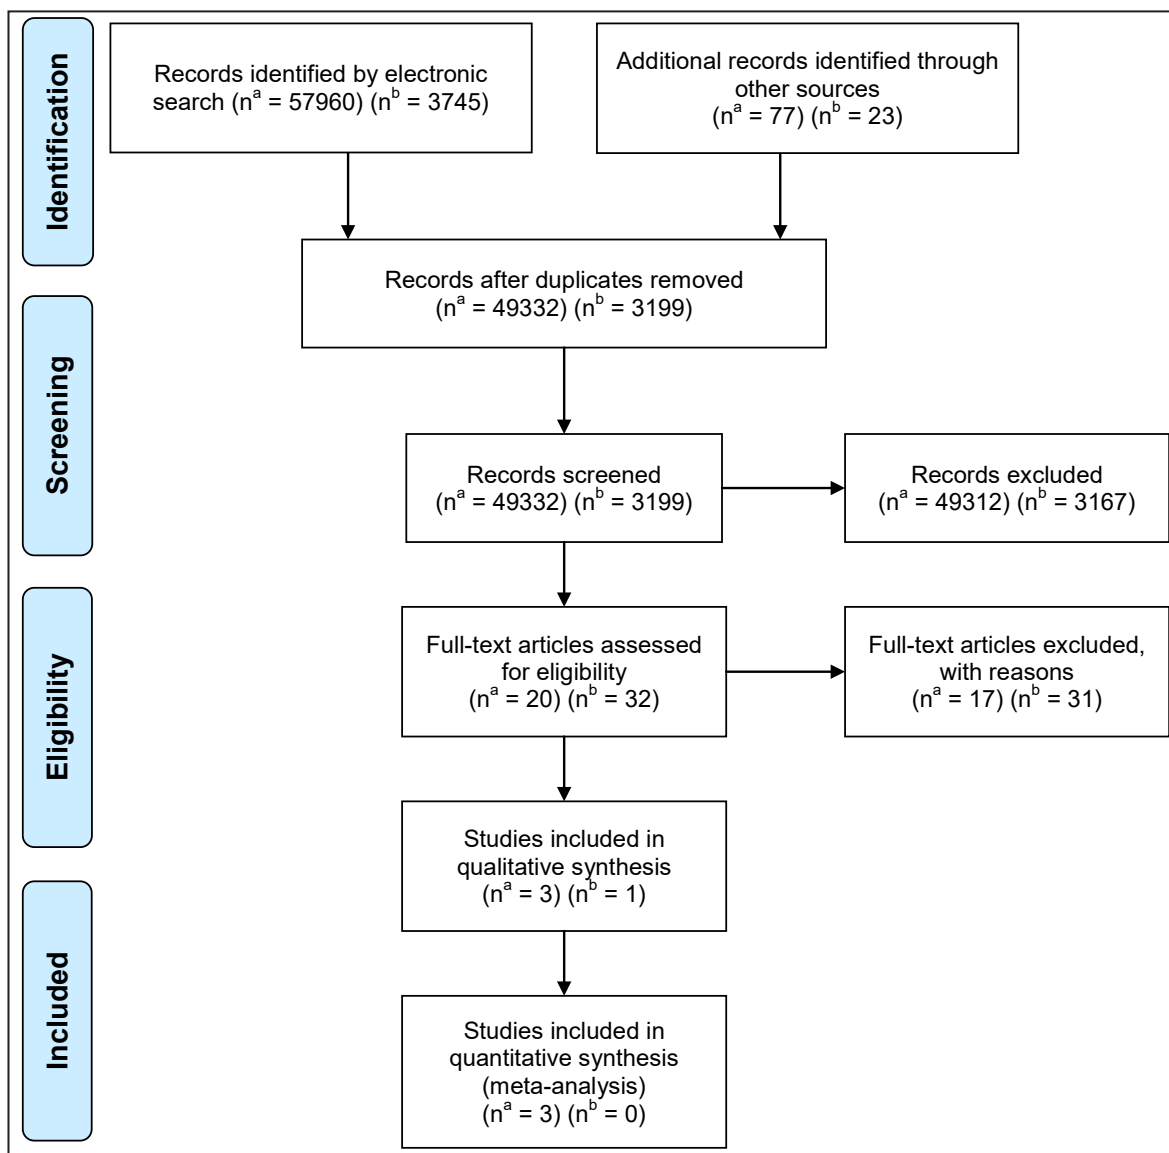 Identification
Records identified by electronic
search (nᵃ = 57960) (nᵇ = 3745)
Additional records identified through
other sources
(nᵃ = 77) (nᵇ = 23)
Records after duplicates removed
(nᵃ = 49332) (nᵇ = 3199)
Screening
Records screened
(nᵃ = 49332) (nᵇ = 3199)
Records excluded
(nᵃ = 49312) (nᵇ = 3167)
Eligibility
Full-text articles assessed
for eligibility
(nᵃ = 20) (nᵇ = 32)
Full-text articles excluded,
with reasons
(nᵃ = 17) (nᵇ = 31)
Studies included in
qualitative synthesis
(nᵃ = 3) (nᵇ = 1)
Included
Studies included in
quantitative synthesis
(meta-analysis)
(nᵃ = 3) (nᵇ = 0)